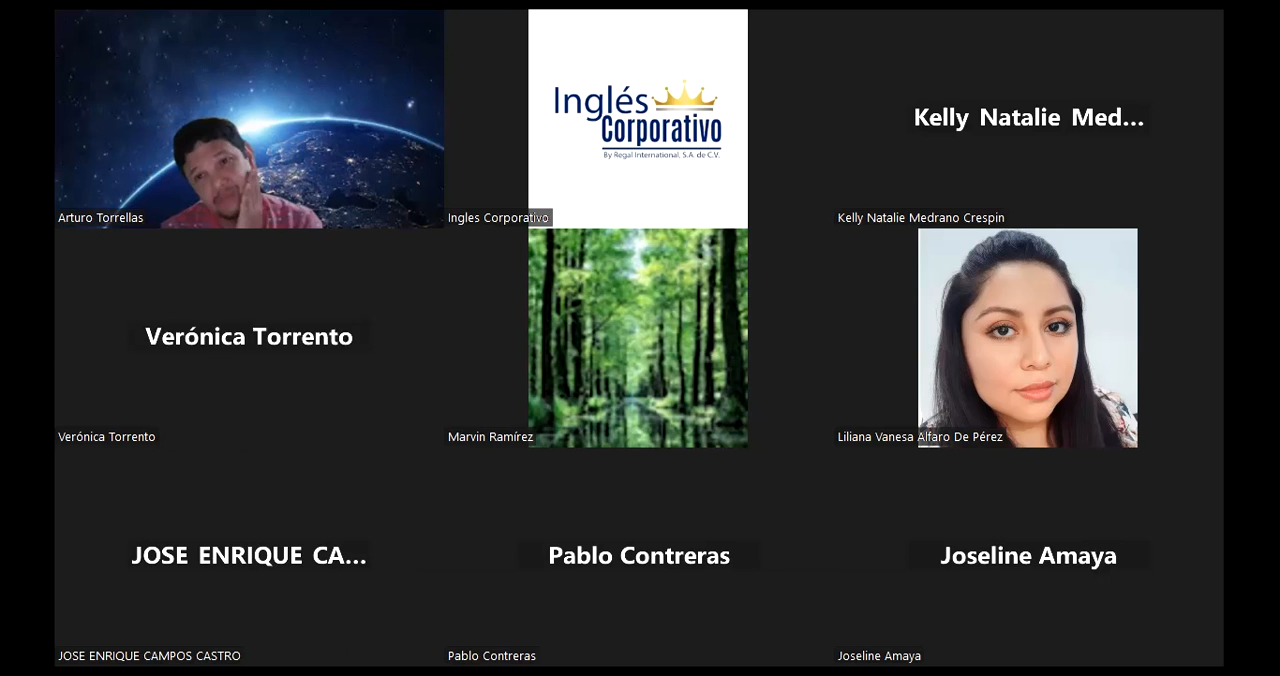 Inglés
Corporativo
By Regal International, S.A. de C.V.
Kelly Natalie Med...
Arturo Torrellas
Ingles Corporativo
Kelly Natalie Medrano Crespin
Verónica Torrento
Verónica Torrento
Marvin Ramírez
Liliana Vanesa Alfaro De Pérez
JOSE ENRIQUE CA...
Pablo Contreras
Joseline Amaya
JOSE ENRIQUE CAMPOS CASTRO
Pablo Contreras
Joseline Amaya